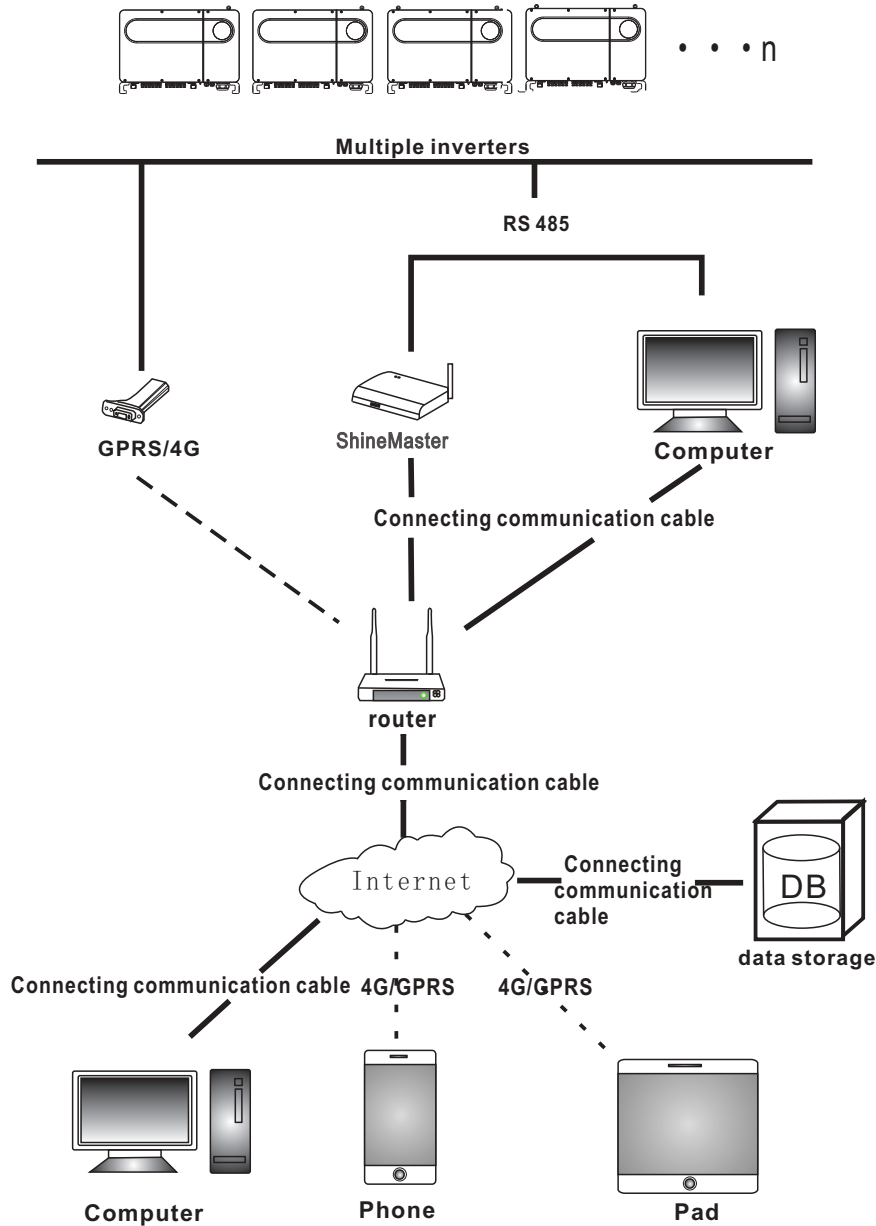 · · · n
Multiple inverters
RS 485
GPRS/4G
ShineMaster
Computer
Connecting communication cable
router
Connecting communication cable
Internet
Connecting
communication
cable
DB
data storage
Connecting communication cable
4G/GPRS
4G/GPRS
Computer
Phone
Pad